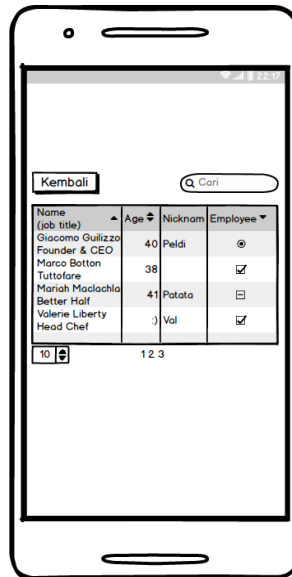 22:17
Kembali
Cari
Name
(job title)
Age
Nicknam
Employee
Giacomo Guilizzo
Founder & CEO
40
Peldi
Marco Botton
Tuttofare
38
Mariah Maclachla
Better Half
41
Patata
Valerie Liberty
Head Chef
:)
Val
10
1 2 3